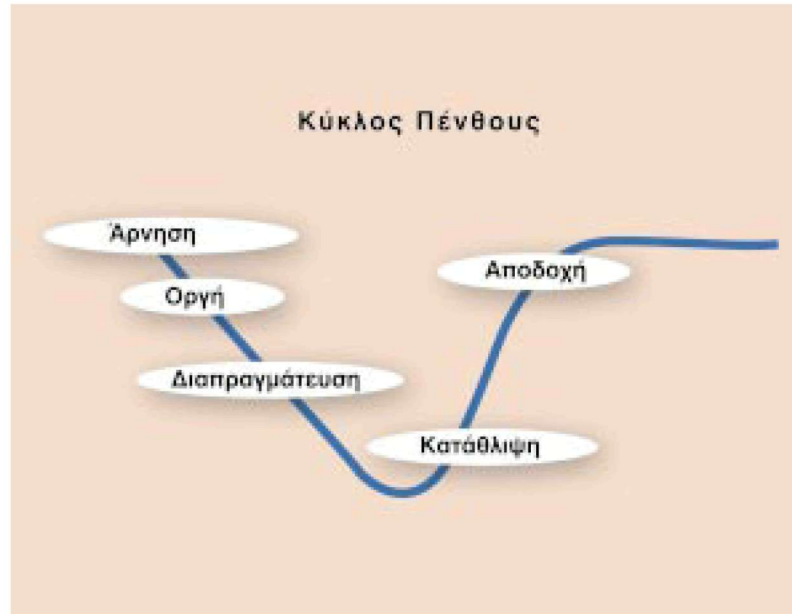 Κύκλος Πένθους
Άρνηση
Οργή
Διαπραγμάτευση
Κατάθλιψη
Αποδοχή